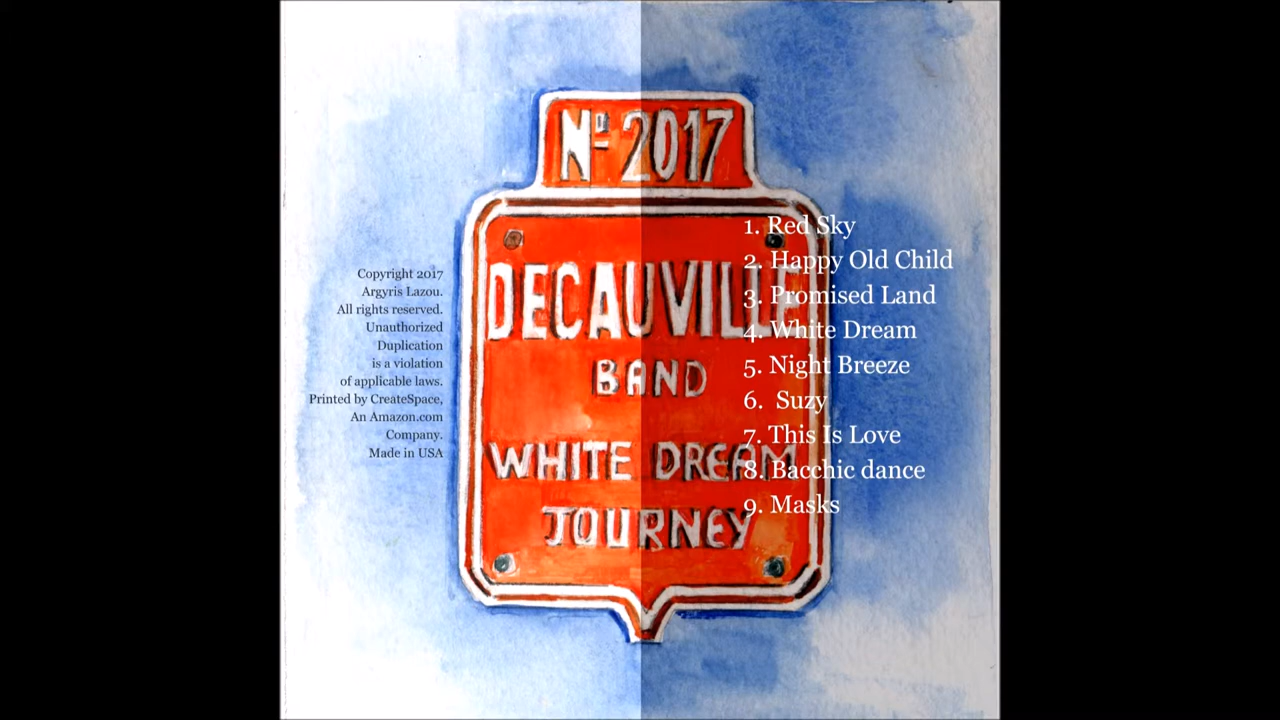 Nº 2017
DECAUVILLE
BAND
WHITE DREAM
JOURNEY
Copyright 2017
Argyris Lazou.
All rights reserved.
Unauthorized
Duplication
is a violation
of applicable laws.
Printed by CreateSpace,
An Amazon.com
Company.
Made in USA
1. Red Sky
2. Happy Old Child
3. Promised Land
4. White Dream
5. Night Breeze
6. Suzy
7. This Is Love
8. Bacchic dance
9. Masks